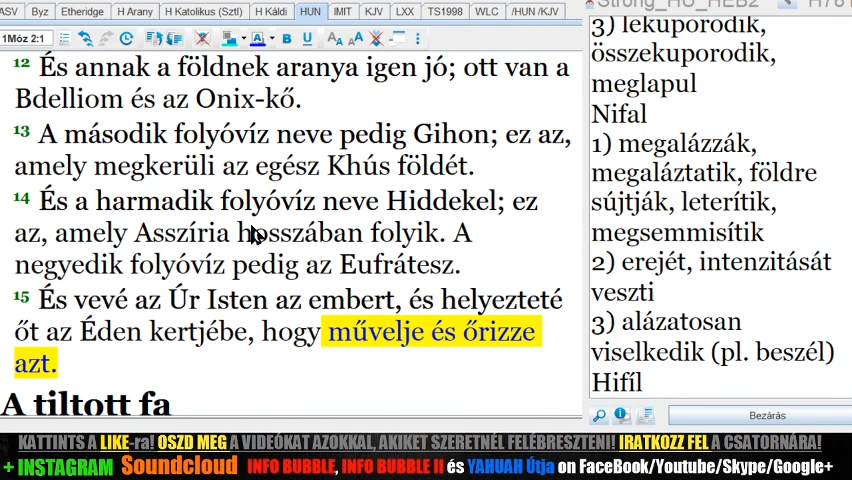 ASV
Byz
Etheridge
H Arany
H Katolikus (Sztl)
H Káldi
HUN
IMIT
KJV
LXX
TS1998
WLC
/HUN /KJV
1Móz 2:1
B U
12 És annak a földnek aranya igen jó; ott van a
Bdelliom és az Onix-kő.
13 A második folyóvíz neve pedig Gihon; ez az,
amely megkerüli az egész Khús földét.
14 És a harmadik folyóvíz neve Hiddekel; ez
az, amely Asszíria hosszában folyik. A
negyedik folyóvíz pedig az Eufrátesz.
15 És vevé az Úr Isten az embert, és helyezteté
őt az Éden kertjébe, hogy művelje és őrizze
azt.
A tiltott fa
Strong_HU_HEB2
3) lekuporodik,
összekuporodik,
meglapul
Nifal
1) megalázzák,
megaláztatik, földre
sújtják, leterítik,
megsemmisítik
2) erejét, intenzitását
veszti
3) alázatosan
viselkedik (pl. beszél)
Hifíl
Bezárás
KATTINTS A LIKE-ra! OSZD MEG A VIDEÓKAT AZOKKAL, AKIKET SZERETNÉL FELÉBRESZTENI! IRATKOZZ FEL A CSATORNÁRA!
+ INSTAGRAM Soundcloud INFO BUBBLE, INFO BUBBLE II és YAHUAH Útja on FaceBook/Youtube/Skype/Google+